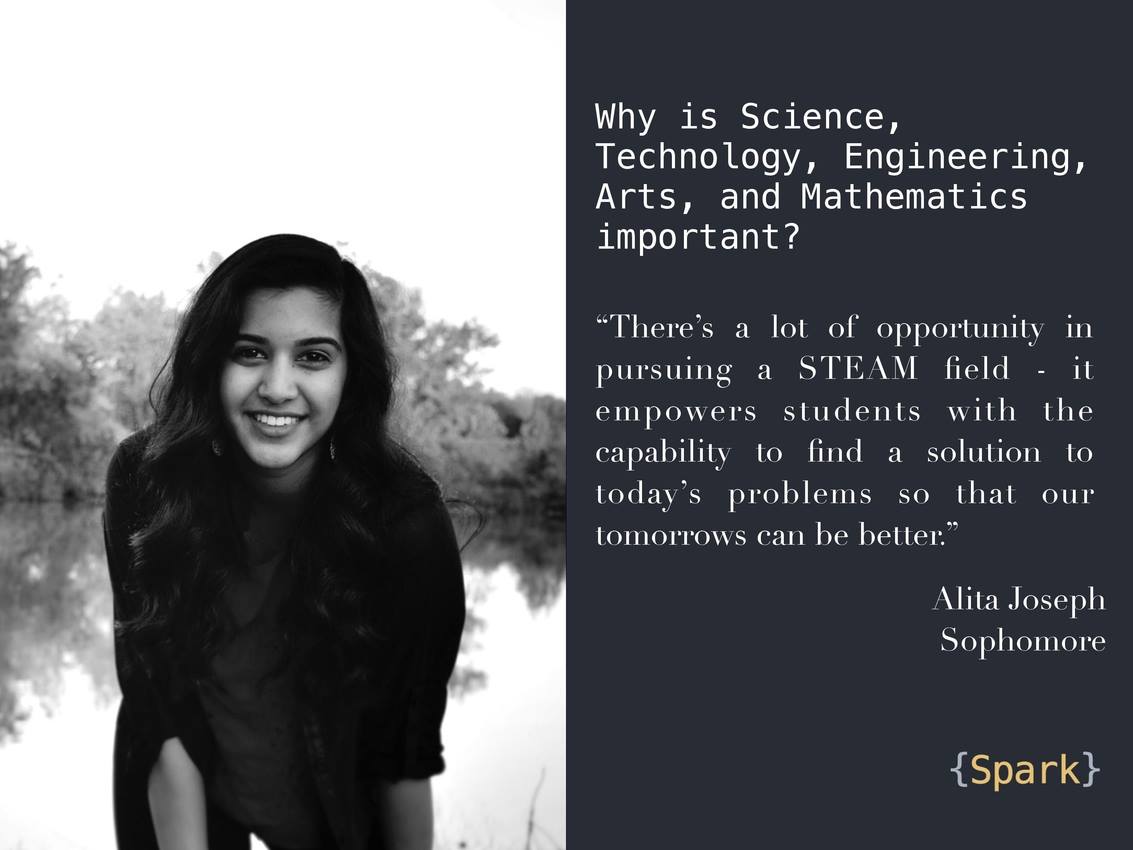 Why is Science,
Technology, Engineering,
Arts, and Mathematics
important?
“There’s a lot of opportunity in
pursuing a STEAM field - it
empowers students with the
capability to find a solution to
today’s problems so that our
tomorrows can be better.”
Alita Joseph
Sophomore
{Spark}